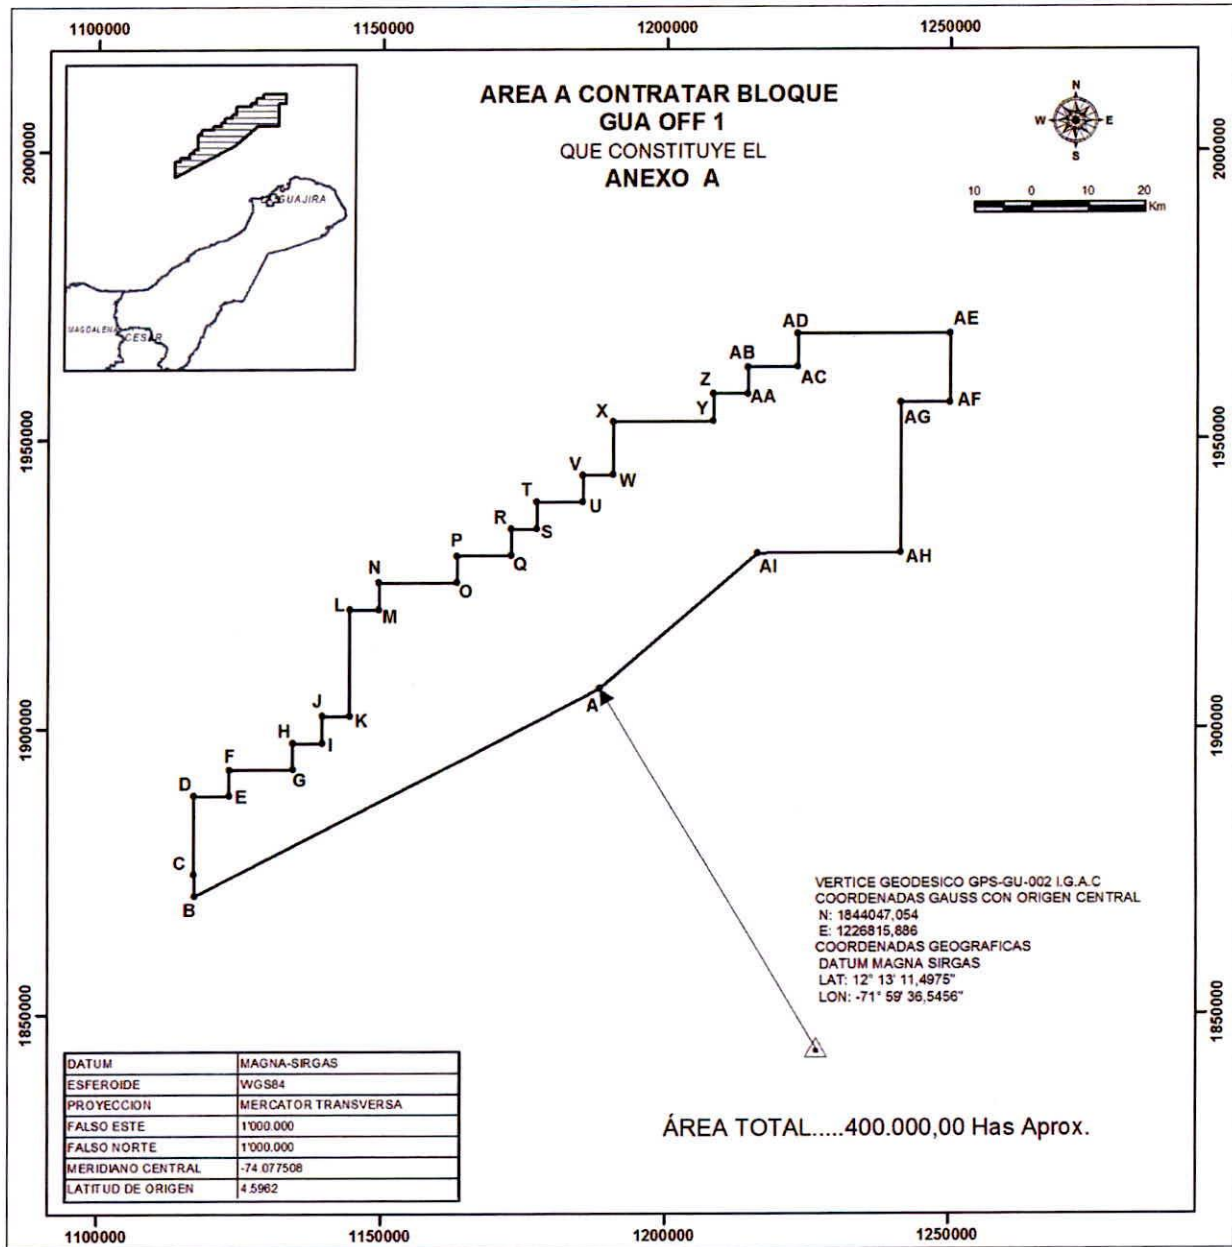 1100000
1150000
1200000
1250000
AREA A CONTRATAR BLOQUE
GUA OFF 1
QUE CONSTITUYE EL
ANEXO A
N
W
E
S
10 0 10 20
Km
GUAJIRA
MAGDALENA
CESAR
2000000
2000000
1950000
1950000
1900000
1900000
1850000
1850000
AD
AE
AB
AC
Z
AA
AF
AG
X
Y
V
W
T
U
R
S
P
Q
AH
AI
N
O
L
M
A
J
K
H
I
F
G
D
E
C
B
VERTICE GEODESICO GPS-GU-002 I.G.A.C
COORDENADAS GAUSS CON ORIGEN CENTRAL
N: 1844047,054
E: 1226815,886
COORDENADAS GEOGRAFICAS
DATUM MAGNA SIRGAS
LAT: 12° 13' 11,4975"
LON: -71° 59' 36,5456"
DATUM MAGNA-SIRGAS
ESFEROIDE WGS84
PROYECCION MERCATOR TRANSVERSA
FALSO ESTE 1'000.000
FALSO NORTE 1'000.000
MERIDIANO CENTRAL -74.077508
LATITUD DE ORIGEN 4.5962
ÁREA TOTAL.....400.000,00 Has Aprox.
1100000
1150000
1200000
1250000